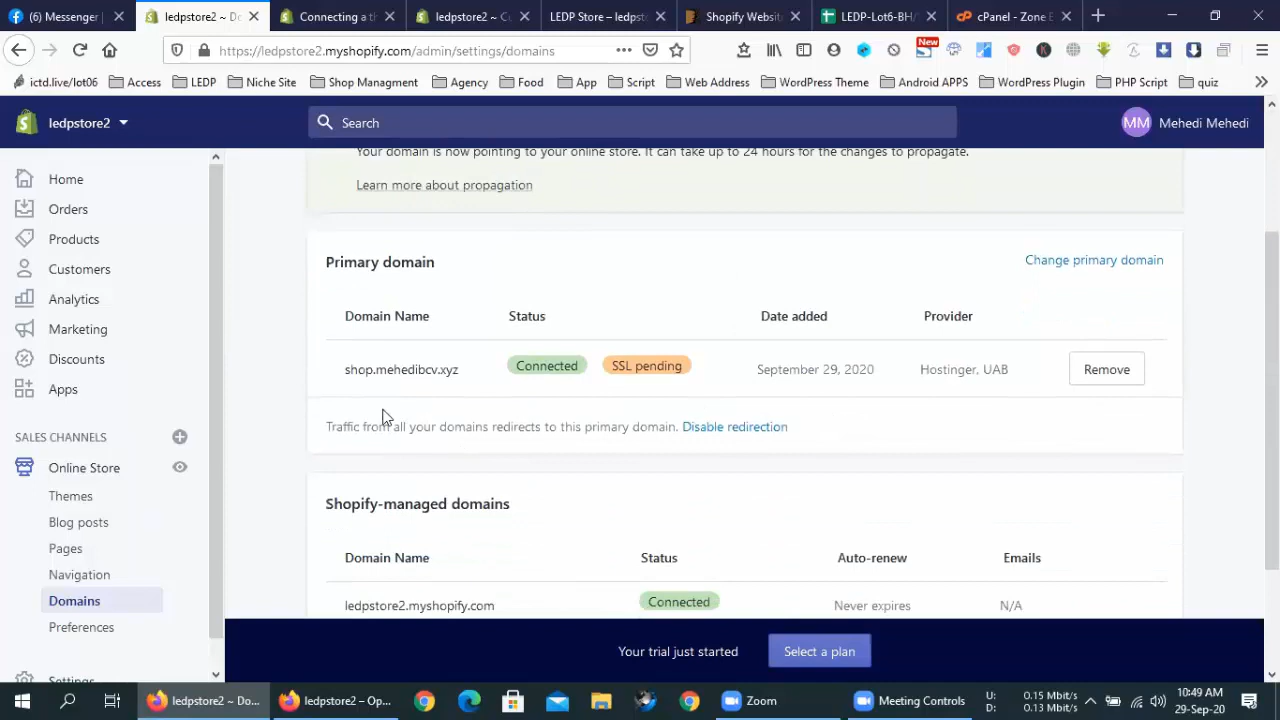 (6) Messenger
ledpstore2 ~ D
Connecting a th
ledpstore2 ~ C
LEDP Store – ledpst
Shopify Websit
LEDP-Lot6-BH/
cPanel - Zone E
https://ledpstore2.myshopify.com/admin/settings/domains
New
ictd.live/lot06
Access
LEDP
Niche Site
Shop Managment
Agency
Food
App
Script
Web Address
WordPress Theme
Android APPS
WordPress Plugin
PHP Script
quiz
ledpstore2
Search
MM
Mehedi Mehedi
Your domain is now pointing to your online store. It can take up to 24 hours for the changes to propagate.
Learn more about propagation
Home
Orders
Products
Customers
Analytics
Marketing
Discounts
Apps
SALES CHANNELS
Online Store
Themes
Blog posts
Pages
Navigation
Domains
Preferences
Settings
Primary domain
Change primary domain
Domain Name Status Date added Provider
shop.mehedibcv.xyz Connected SSL pending September 29, 2020 Hostinger, UAB Remove
Traffic from all your domains redirects to this primary domain. Disable redirection
Shopify-managed domains
Domain Name Status Auto-renew Emails
ledpstore2.myshopify.com Connected Never expires N/A
Your trial just started
Select a plan
ledpstore2 ~ Do...
ledpstore2 – Op...
Zoom
Meeting Controls
U: 0.15 Mbit/s
D: 0.13 Mbit/s
10:49 AM
29-Sep-20